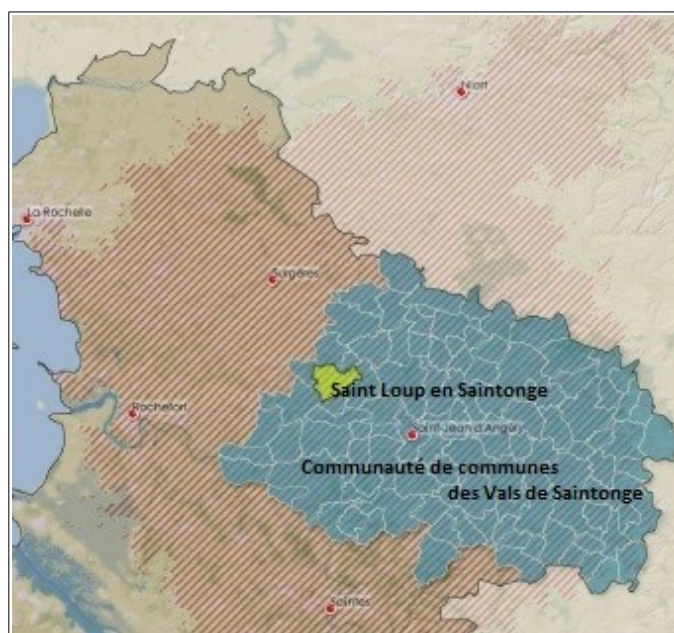 Niort
La Rochelle
Surgères
Saint Loup en Saintonge
Rochefort
Saint-Jean d'Angély
Communauté de communes
des Vals de Saintonge
Saintes